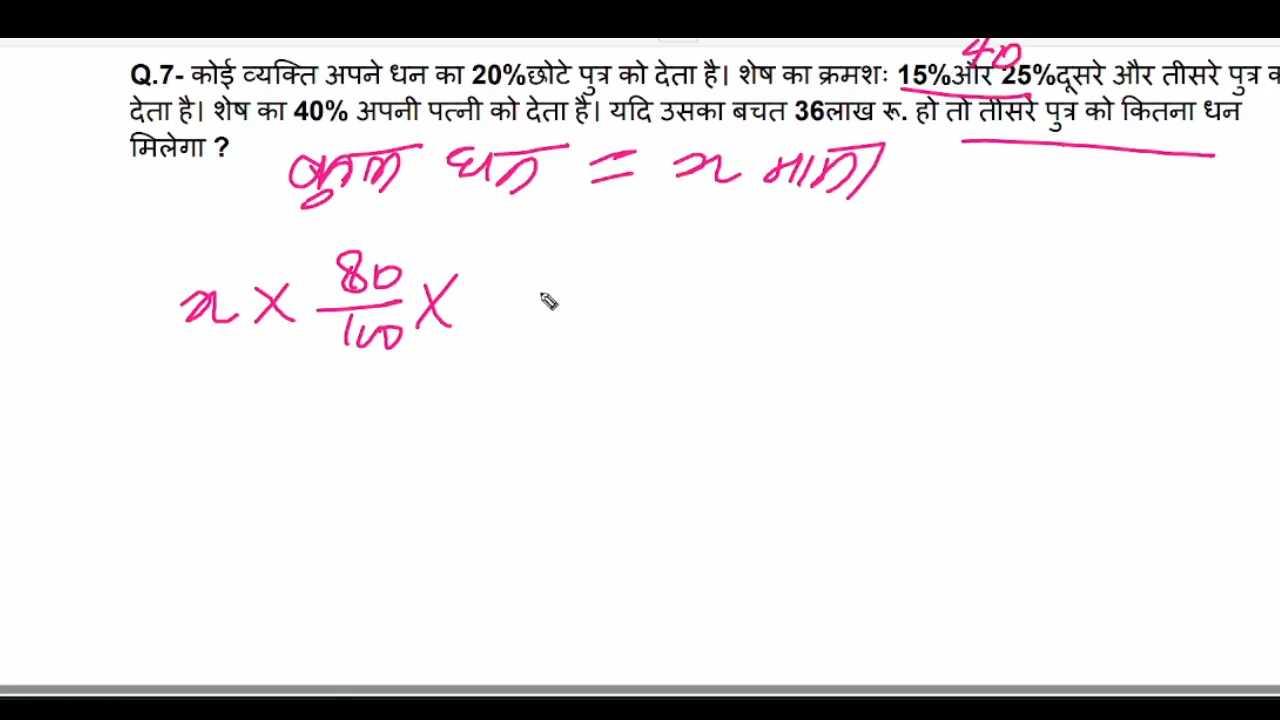 40
Q.7- कोई व्यक्ति अपने धन का 20%छोटे पुत्र को देता है। शेष का क्रमशः 15%और 25%दूसरे और तीसरे पुत्र क
देता है। शेष का 40% अपनी पत्नी को देता है। यदि उसका बचत 36लाख रू. हो तो तीसरे पुत्र को कितना धन
मिलेगा ?
कुल धन = x माना
x × 80/100 ×